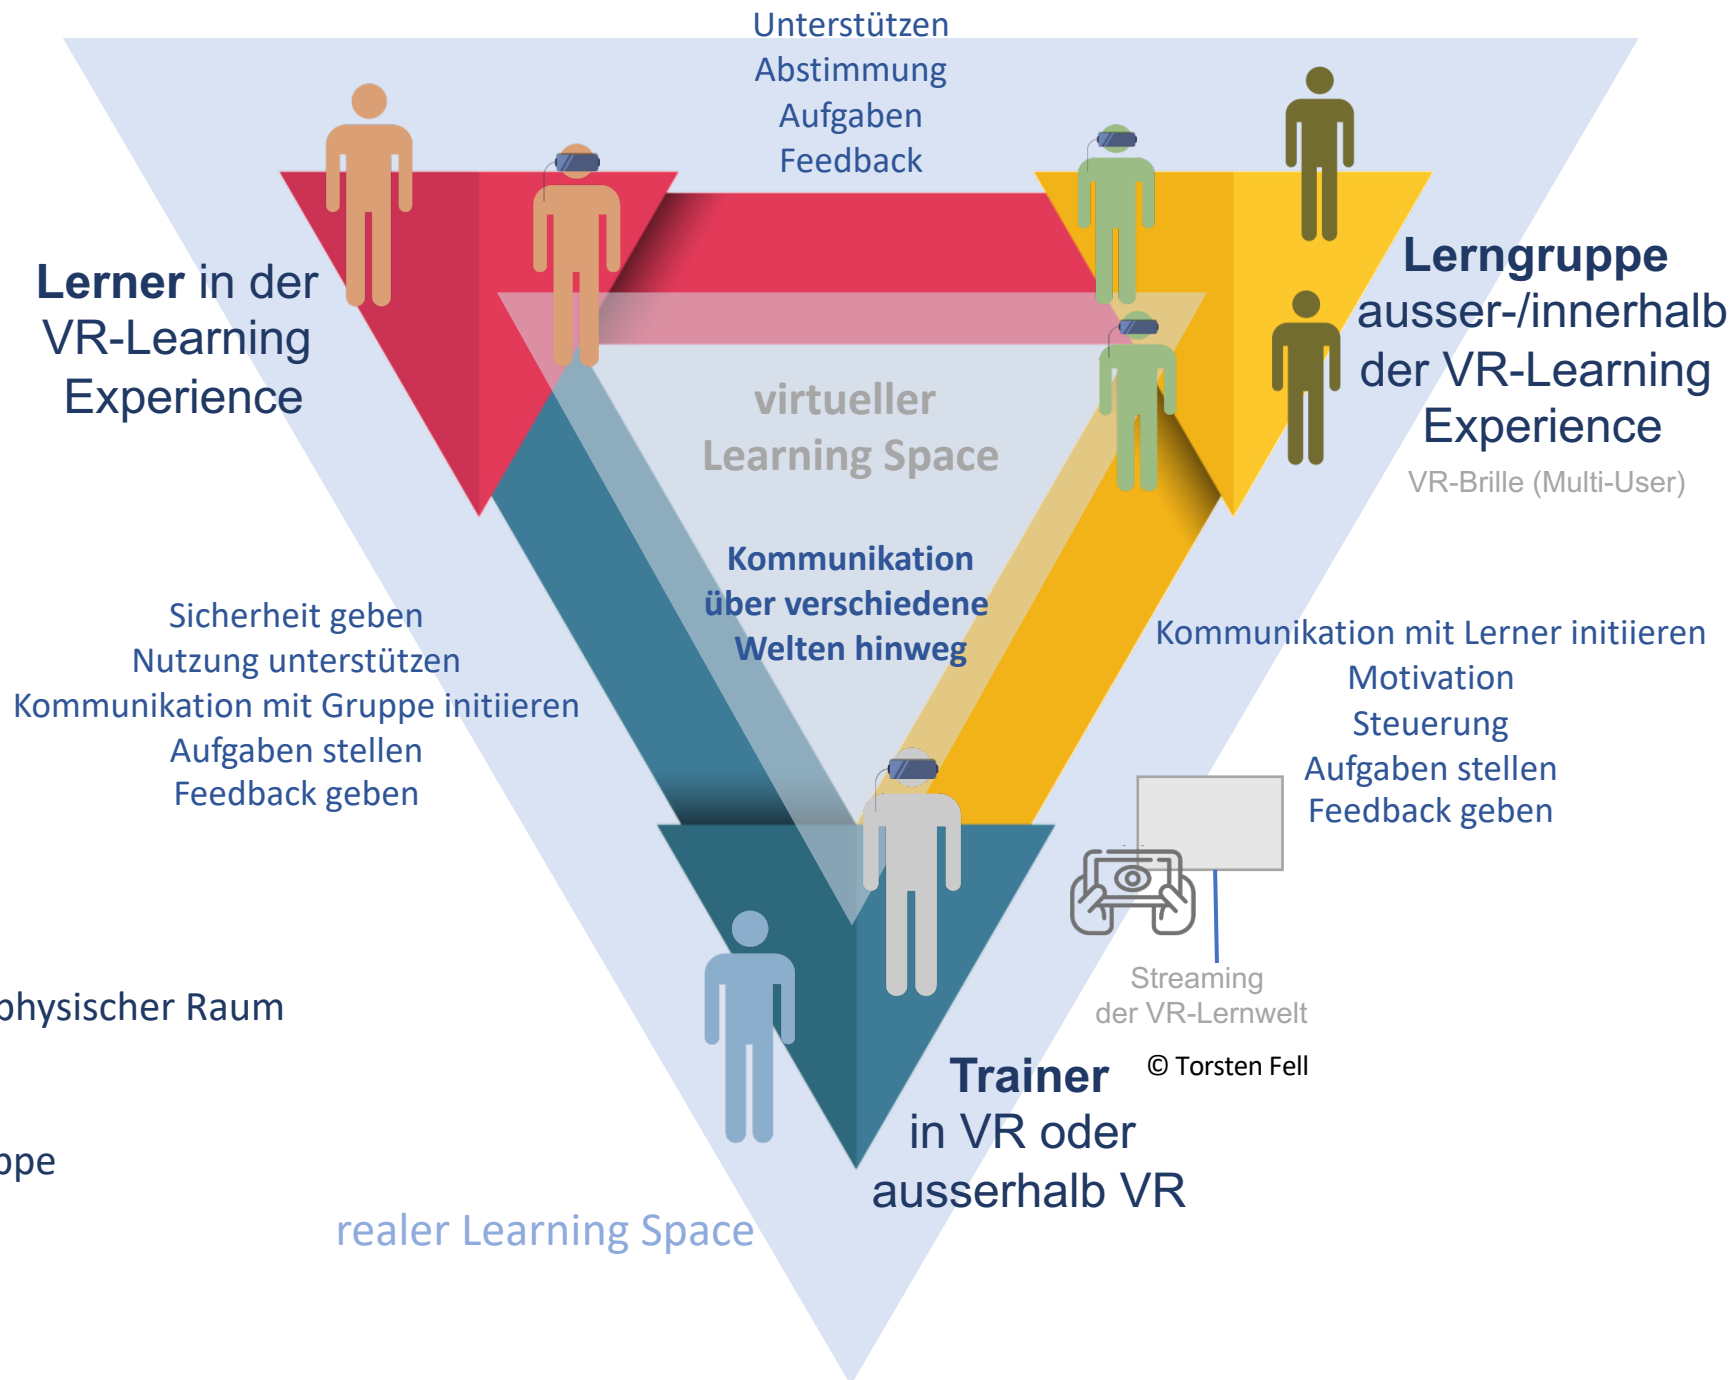 Unterstützen
Abstimmung
Aufgaben
Feedback
Lerner in der
VR-Learning
Experience
Lerngruppe
ausser-/innerhalb
der VR-Learning
Experience
VR-Brille (Multi-User)
virtueller
Learning Space
Kommunikation
über verschiedene
Welten hinweg
Sicherheit geben
Nutzung unterstützen
Kommunikation mit Gruppe initiieren
Aufgaben stellen
Feedback geben
Kommunikation mit Lerner initiieren
Motivation
Steuerung
Aufgaben stellen
Feedback geben
Streaming
der VR-Lernwelt
© Torsten Fell
physischer Raum
Trainer
in VR oder
ausserhalb VR
realer Learning Space